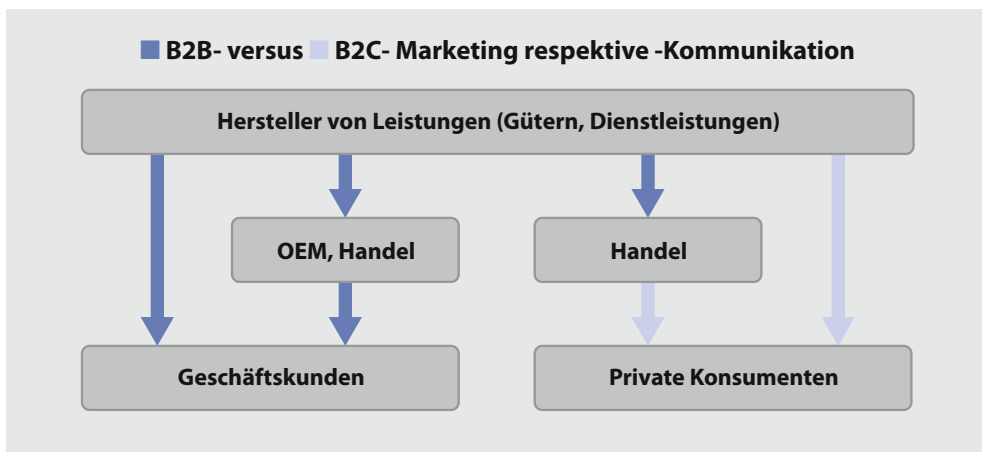 B2B- versus B2C- Marketing respektive -Kommunikation
Hersteller von Leistungen (Gütern, Dienstleistungen)
OEM, Handel
Handel
Geschäftskunden
Private Konsumenten